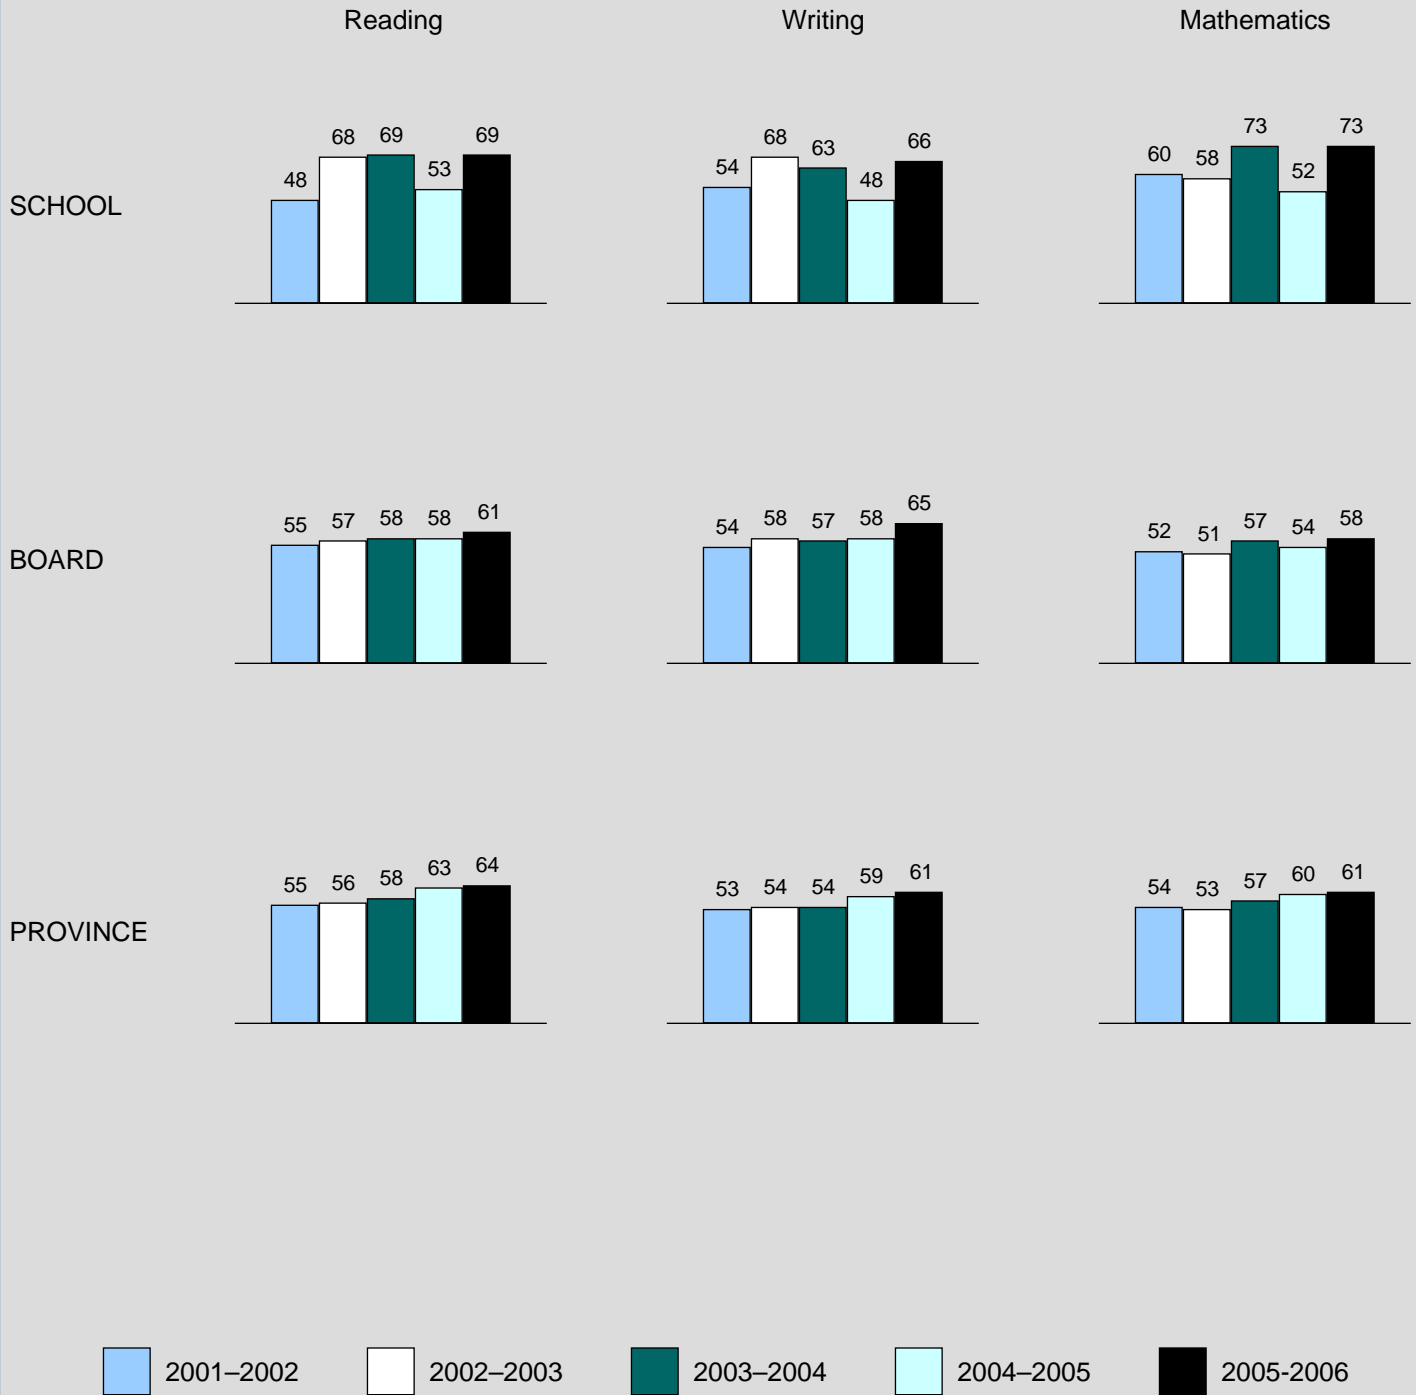 Reading Writing Mathematics
SCHOOL
48 68 69 53 69
54 68 63 48 66
60 58 73 52 73
BOARD
55 57 58 58 61
54 58 57 58 65
52 51 57 54 58
PROVINCE
55 56 58 63 64
53 54 54 59 61
54 53 57 60 61
2001–2002 2002–2003 2003–2004 2004–2005 2005-2006